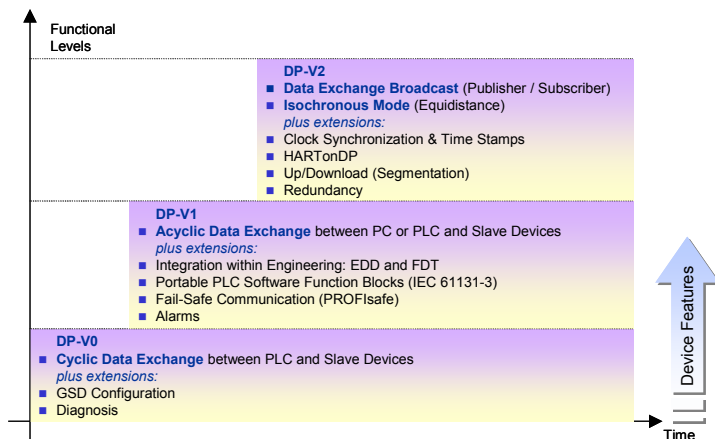 Functional
Levels
DP-V2
Data Exchange Broadcast (Publisher / Subscriber)
Isochronous Mode (Equidistance)
plus extensions:
Clock Synchronization & Time Stamps
HARTonDP
Up/Download (Segmentation)
Redundancy
DP-V1
Acyclic Data Exchange between PC or PLC and Slave Devices
plus extensions:
Integration within Engineering: EDD and FDT
Portable PLC Software Function Blocks (IEC 61131-3)
Fail-Safe Communication (PROFIsafe)
Alarms
DP-V0
Cyclic Data Exchange between PLC and Slave Devices
plus extensions:
GSD Configuration
Diagnosis
Device Features
Time